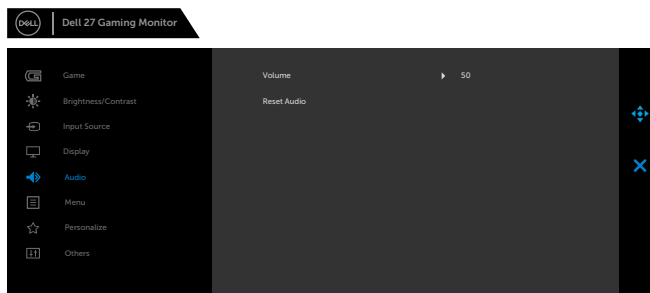 DELL
Dell 27 Gaming Monitor
Game
Volume 50
Brightness/Contrast
Reset Audio
Input Source
Display
Audio
Menu
Personalize
Others